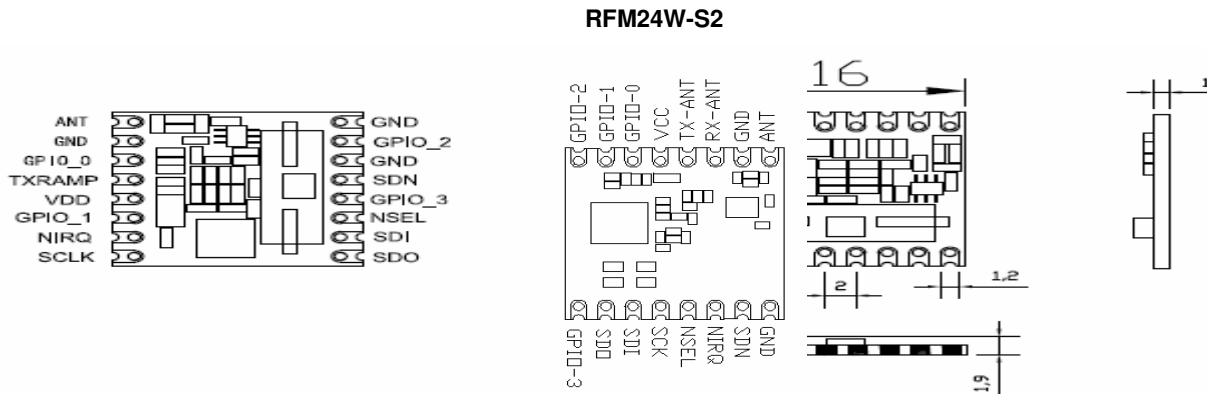 RFM24W-S2
ANT
GND
GPIO_0
TXRAMP
VDD
GPIO_1
NIRQ
SCLK
GND
GPIO_2
GND
SDN
GPIO_3
NSEL
SDI
SDO
GPIO-2
GPIO-1
GPIO-0
VCC
TX-ANT
RX-ANT
GND
ANT
GPIO-3
SDO
SDI
SCK
NSEL
NIRQ
SDN
GND
16
2
1,2
1,9
1